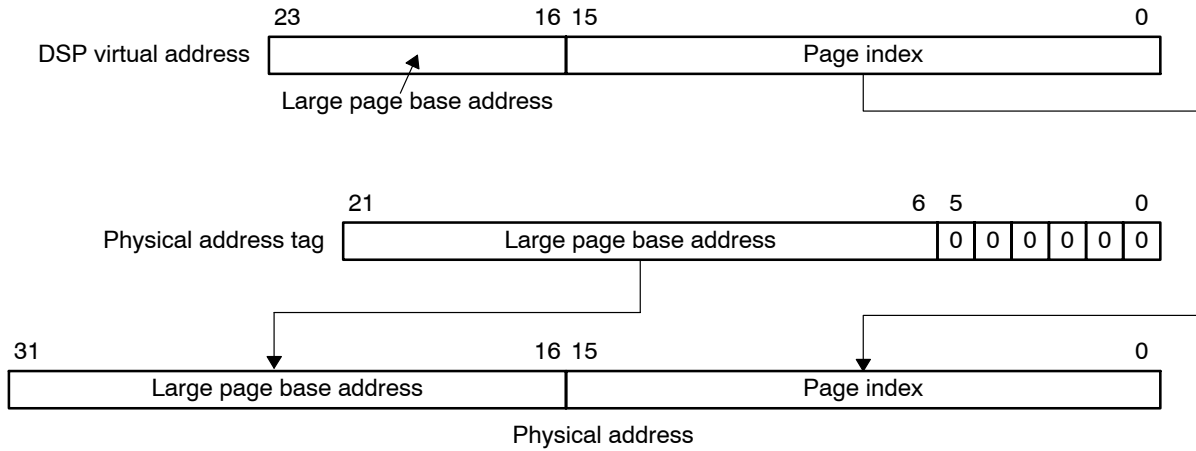 23 16 15 0
DSP virtual address Page index
Large page base address
21 6 5 0
Physical address tag Large page base address 0 0 0 0 0 0
31 16 15 0
Large page base address Page index
Physical address